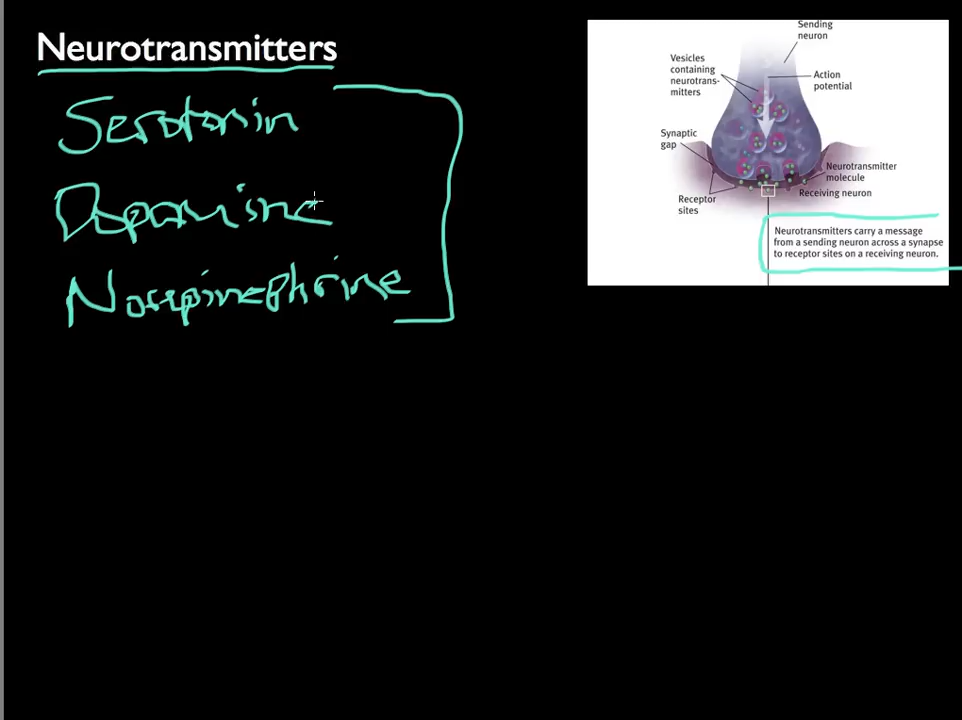 Neurotransmitters
Serotonin
Dopamine
Norepinephrine
Sending
neuron
Vesicles
containing
neurotrans-
mitters
Action
potential
Synaptic
gap
Neurotransmitter
molecule
Receptor
sites
Receiving neuron
Neurotransmitters carry a message
from a sending neuron across a synapse
to receptor sites on a receiving neuron.